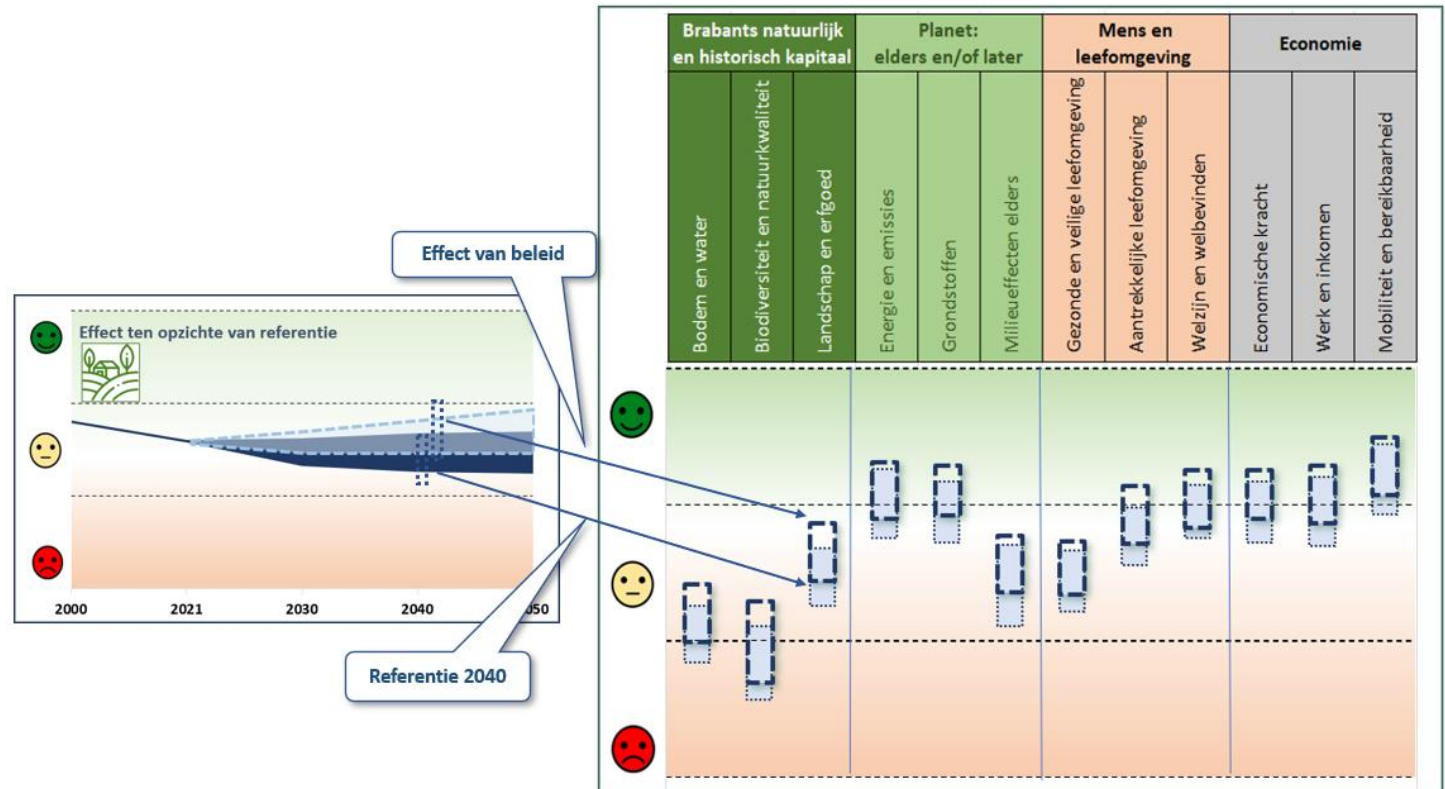 Brabants natuurlijk
en historisch kapitaal
Planet:
elders en/of later
Mens en
leefomgeving
Economie
Bodem en water
Biodiversiteit en natuurkwaliteit
Landschap en erfgoed
Energie en emissies
Grondstoffen
Milieueffecten elders
Gezonde en veilige leefomgeving
Aantrekkelijke leefomgeving
Welzijn en welbevinden
Economische kracht
Werk en inkomen
Mobiliteit en bereikbaarheid
Effect van beleid
Effect ten opzichte van referentie
2000
2021
2030
2040
050
Referentie 2040